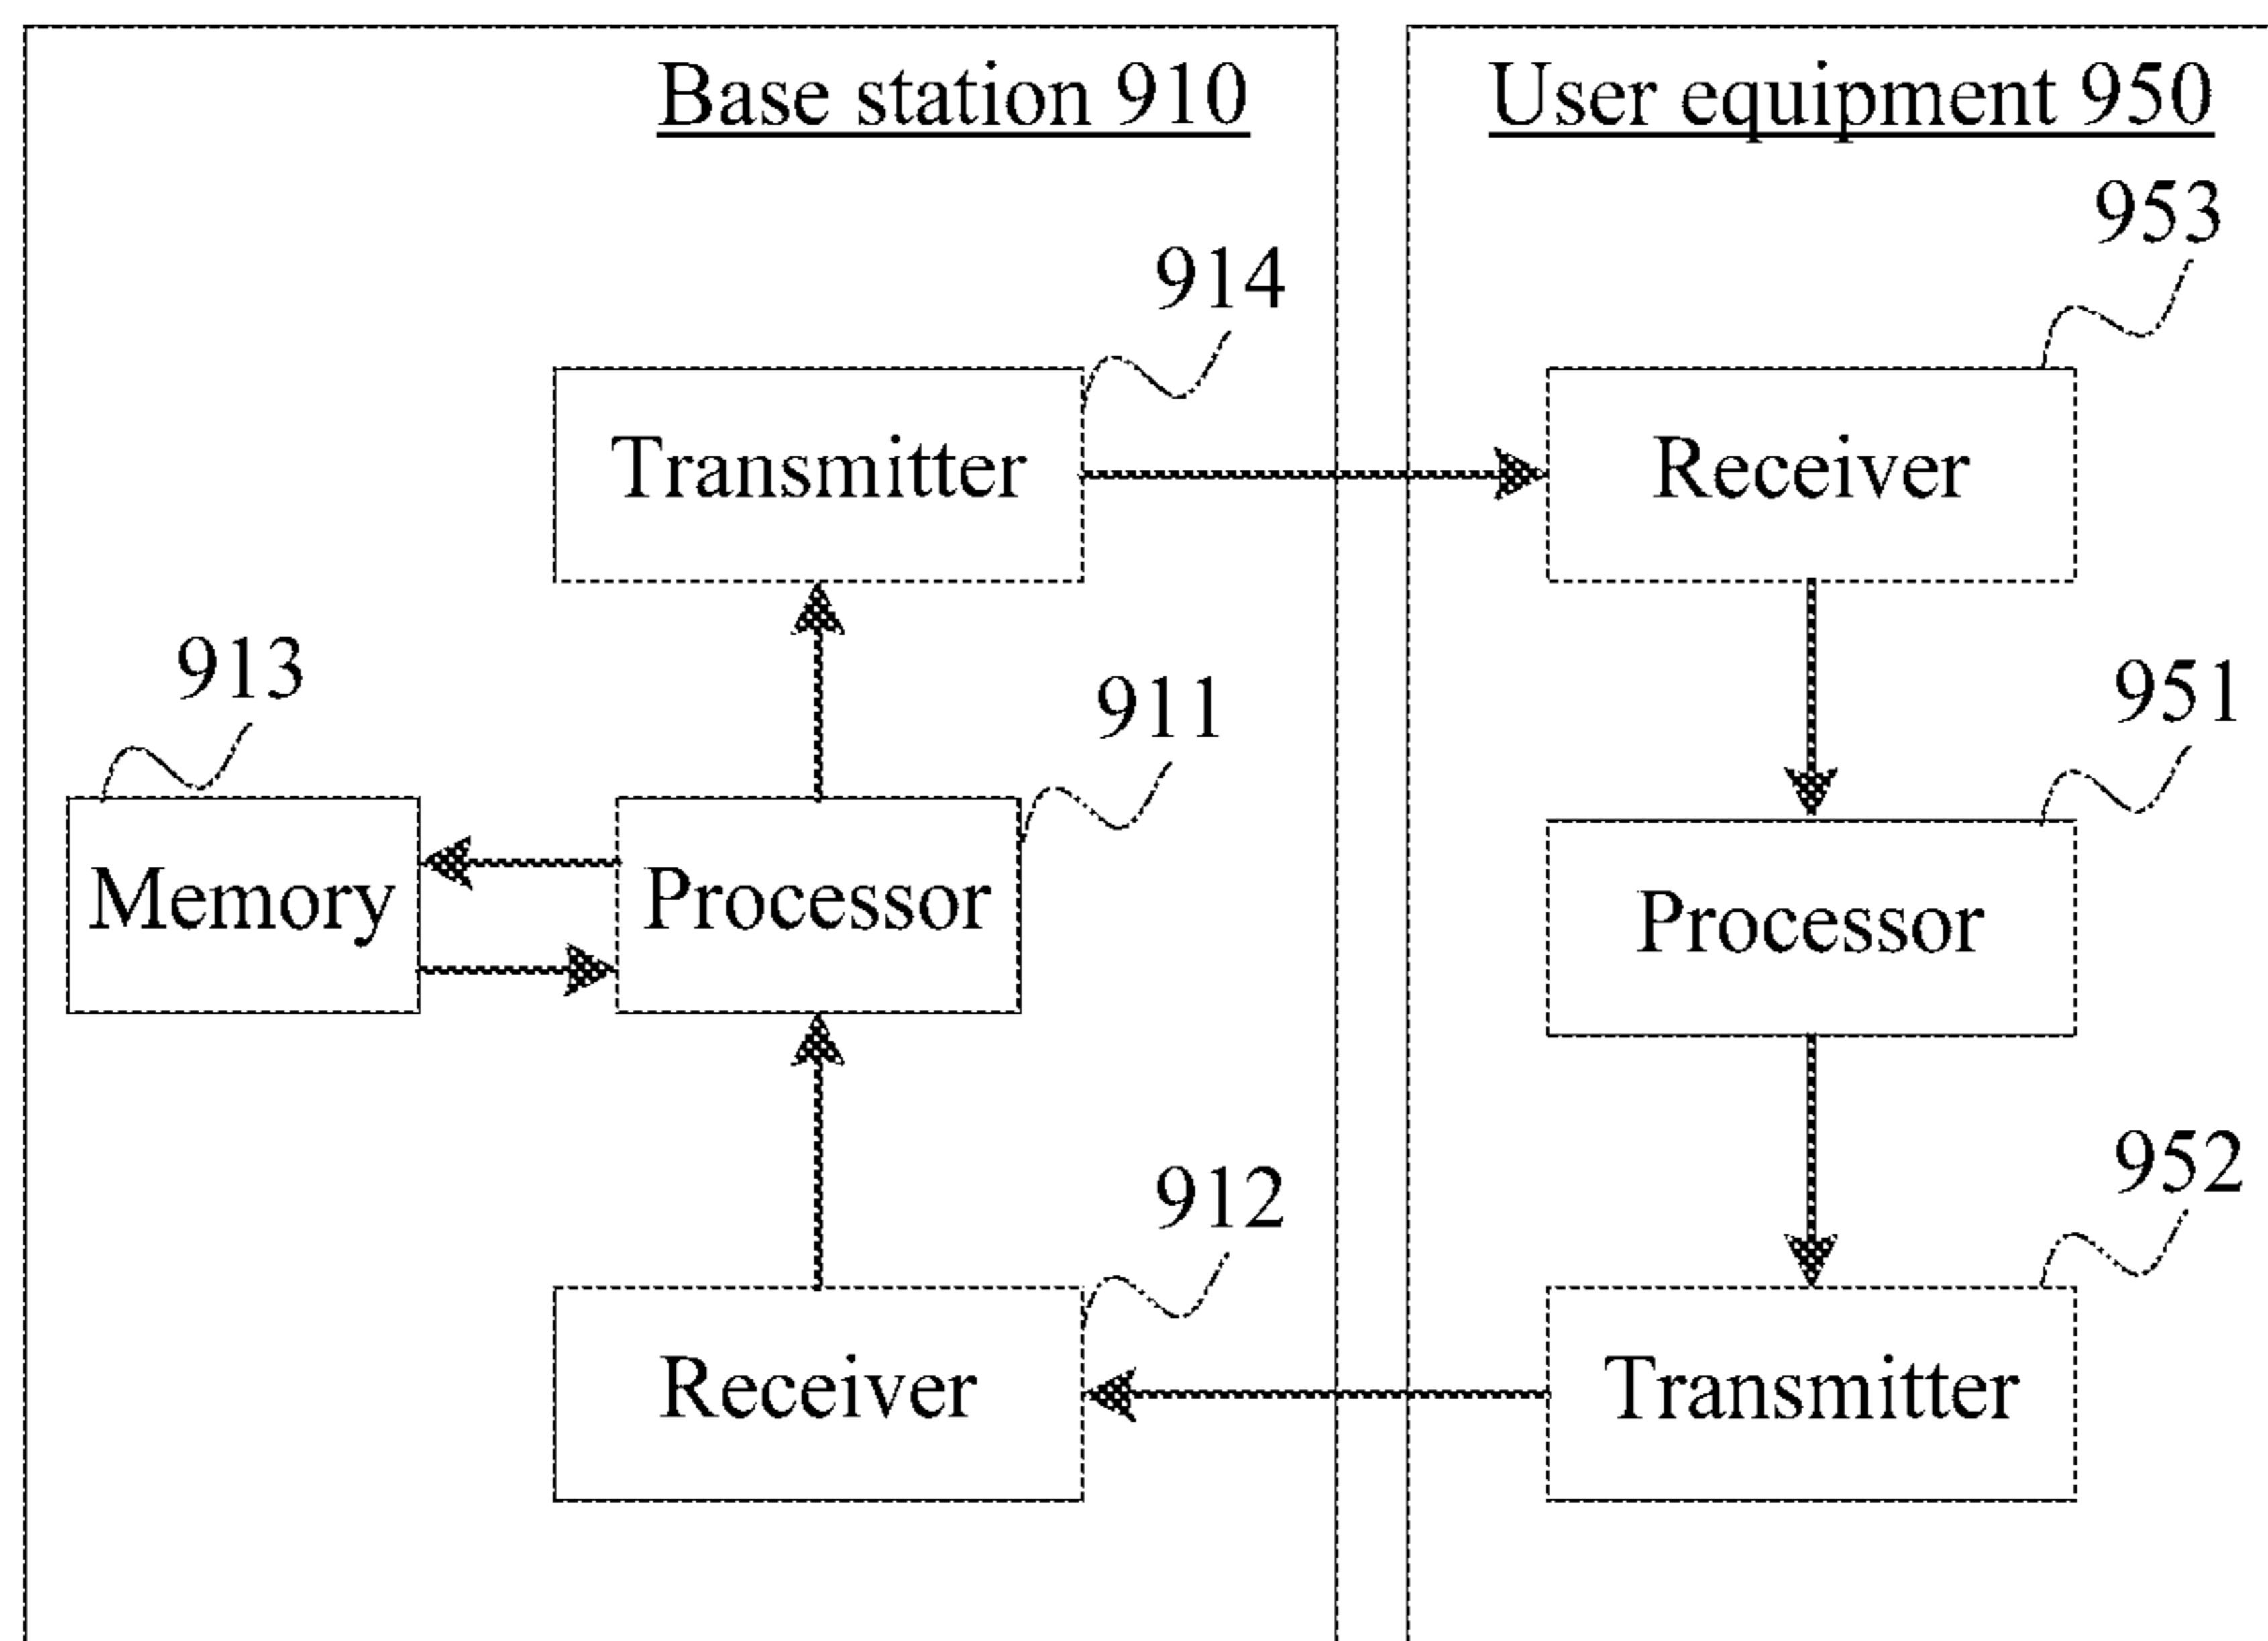 Base station 910
User equipment 950
953
914
Transmitter
Receiver
913
911
951
Memory
Processor
Processor
912
952
Receiver
Transmitter